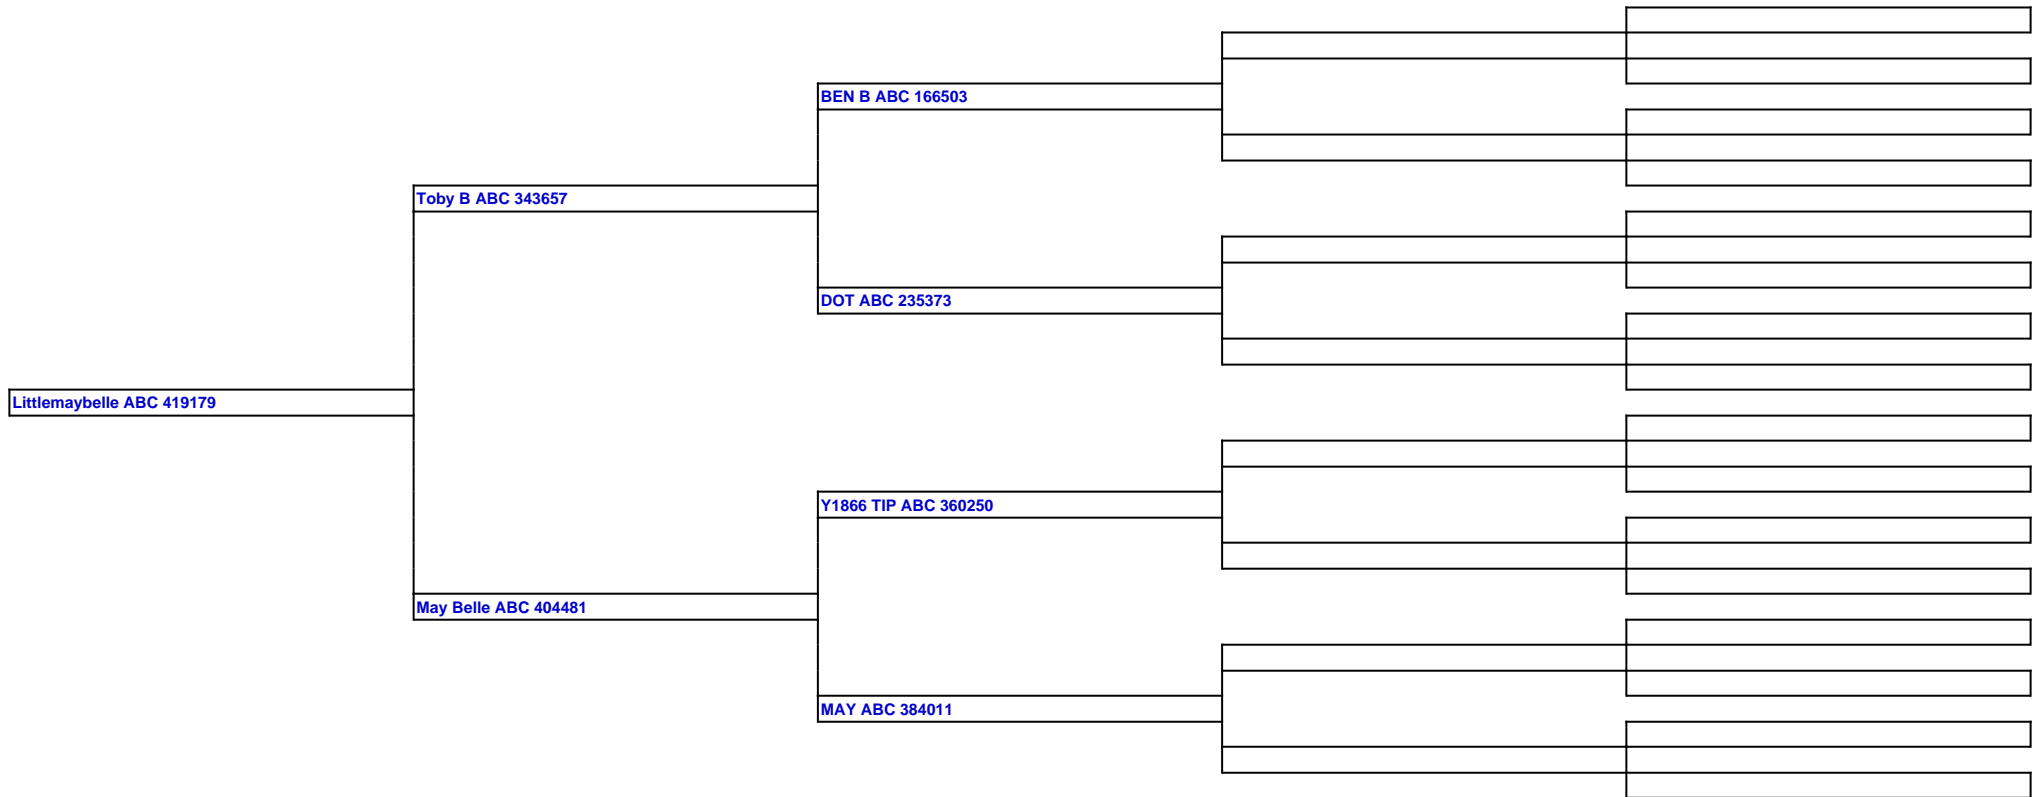 BEN B ABC 166503
Toby B ABC 343657
DOT ABC 235373
Littlemaybelle ABC 419179
Y1866 TIP ABC 360250
May Belle ABC 404481
MAY ABC 384011